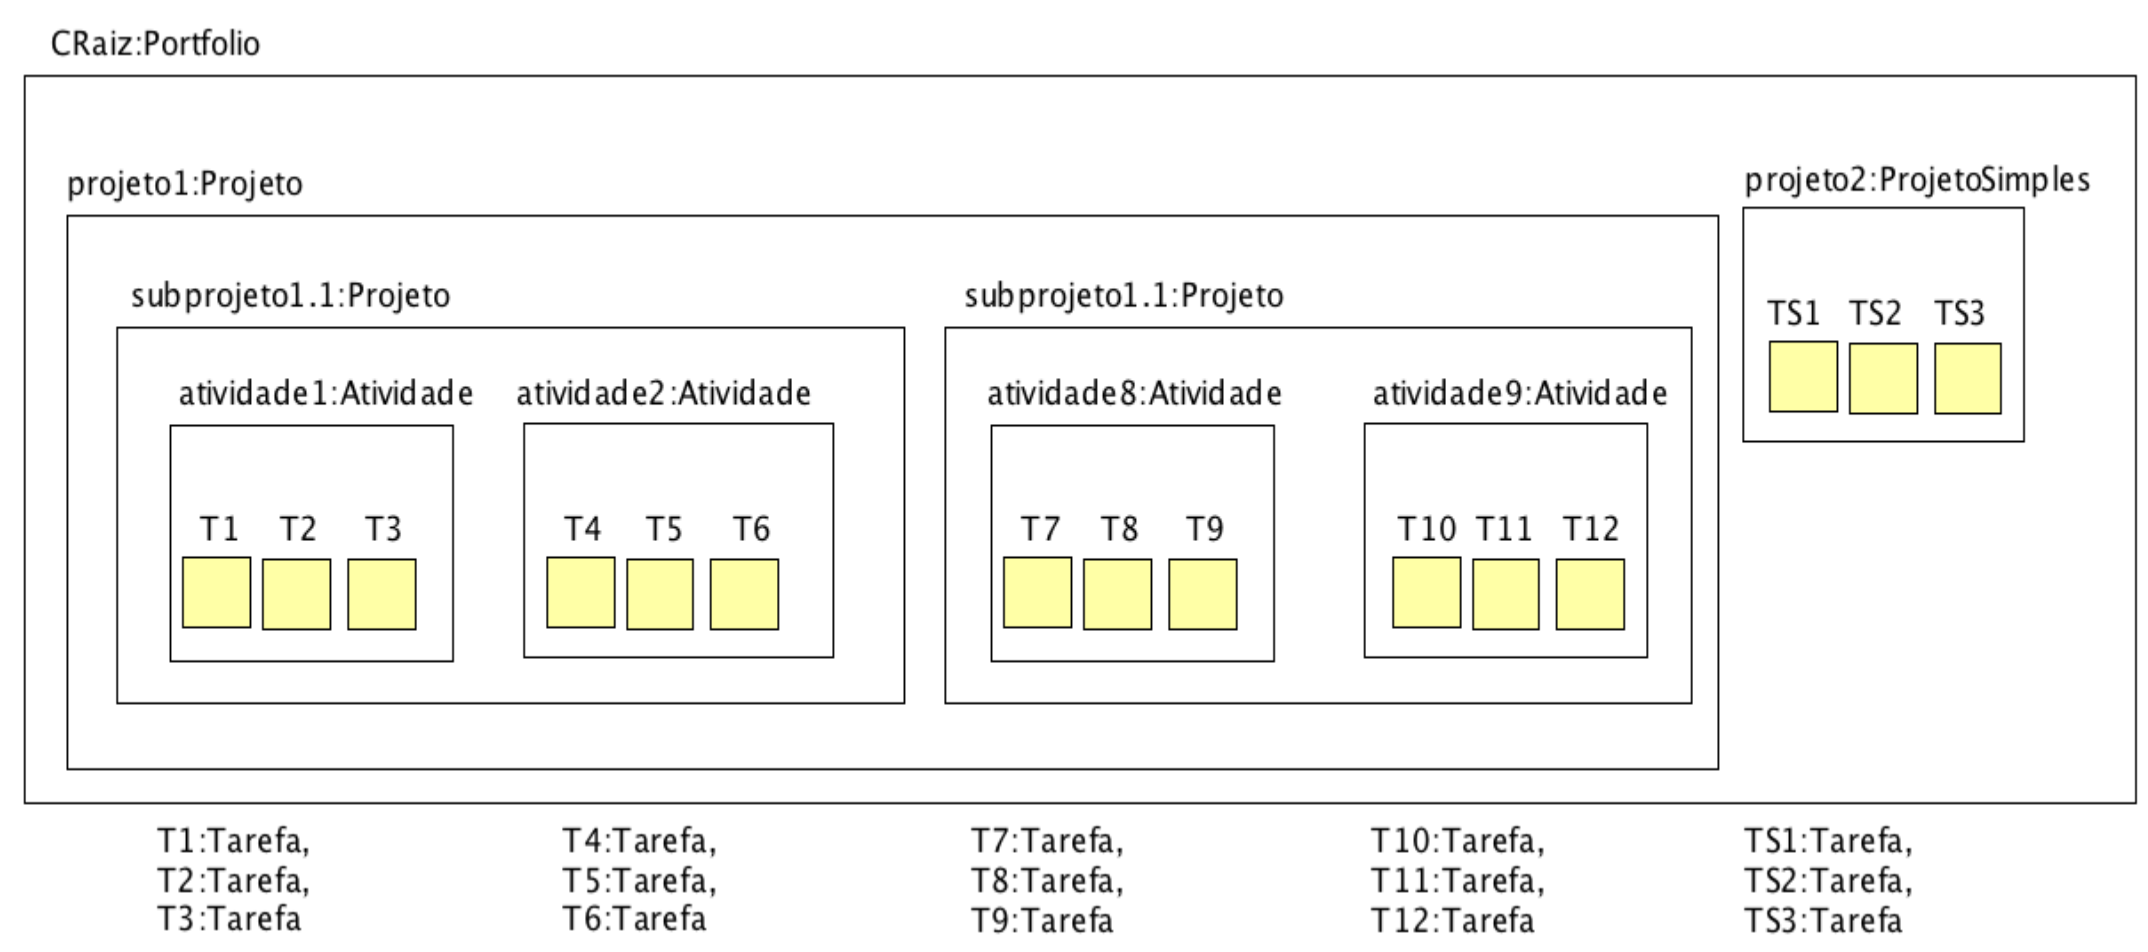 CRaiz:Portfolio
projeto1:Projeto
projeto2:ProjetoSimples
subprojeto1.1:Projeto
subprojeto1.1:Projeto
TS1 TS2 TS3
atividade1:Atividade
atividade2:Atividade
atividade8:Atividade
atividade9:Atividade
T1 T2 T3
T4 T5 T6
T7 T8 T9
T10 T11 T12
T1:Tarefa,
T2:Tarefa,
T3:Tarefa
T4:Tarefa,
T5:Tarefa,
T6:Tarefa
T7:Tarefa,
T8:Tarefa,
T9:Tarefa
T10:Tarefa,
T11:Tarefa,
T12:Tarefa
TS1:Tarefa,
TS2:Tarefa,
TS3:Tarefa